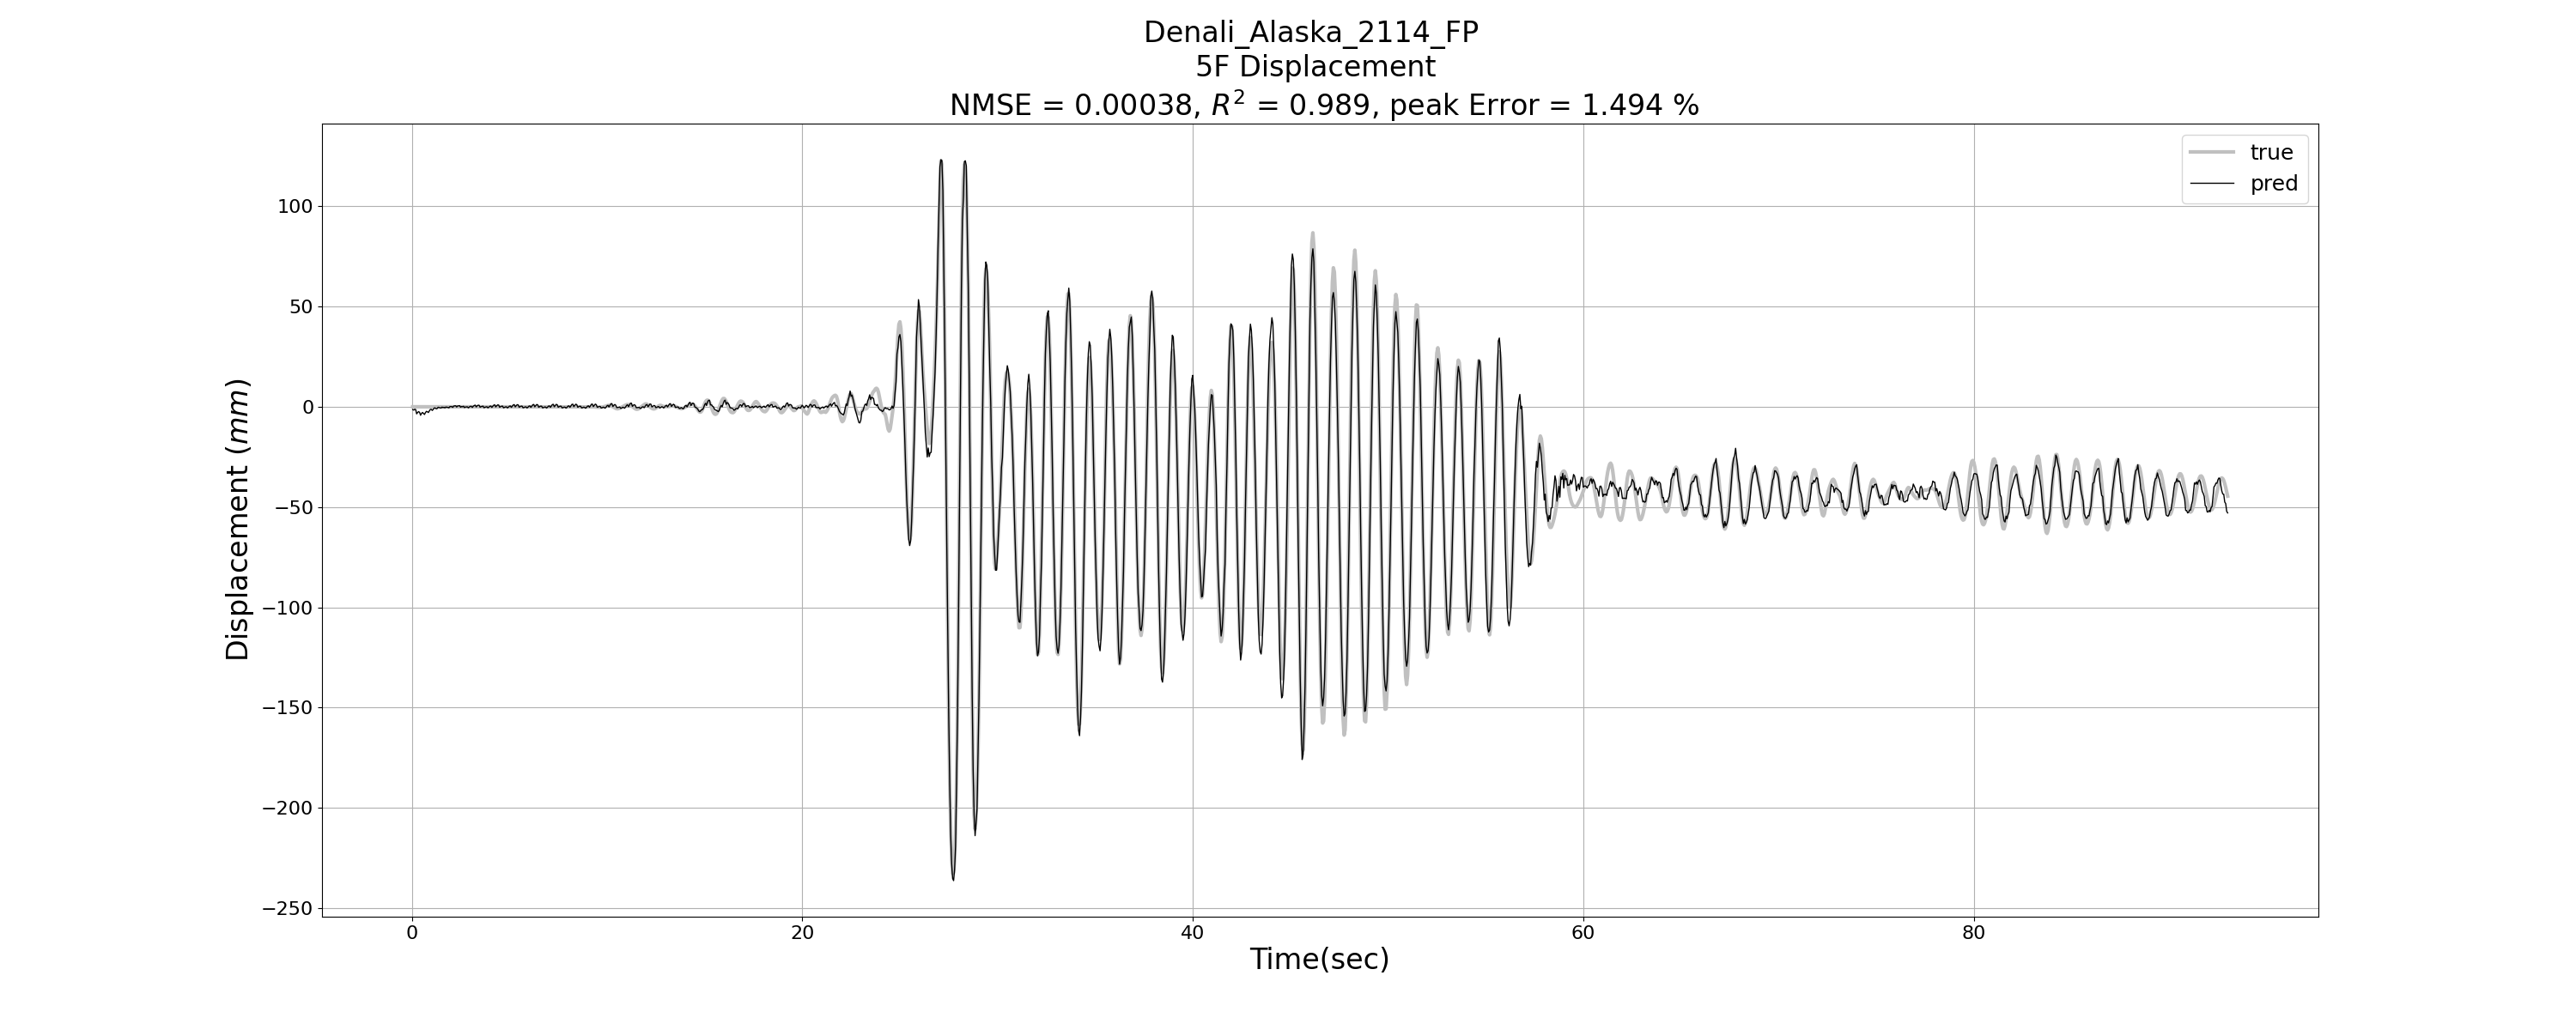 Denali_Alaska_2114_FP
5F Displacement
NMSE = 0.00038, R² = 0.989, peak Error = 1.494 %
true
pred
100
50
0
−50
−100
−150
−200
−250
Displacement (mm)
0 20 40 60 80
Time(sec)